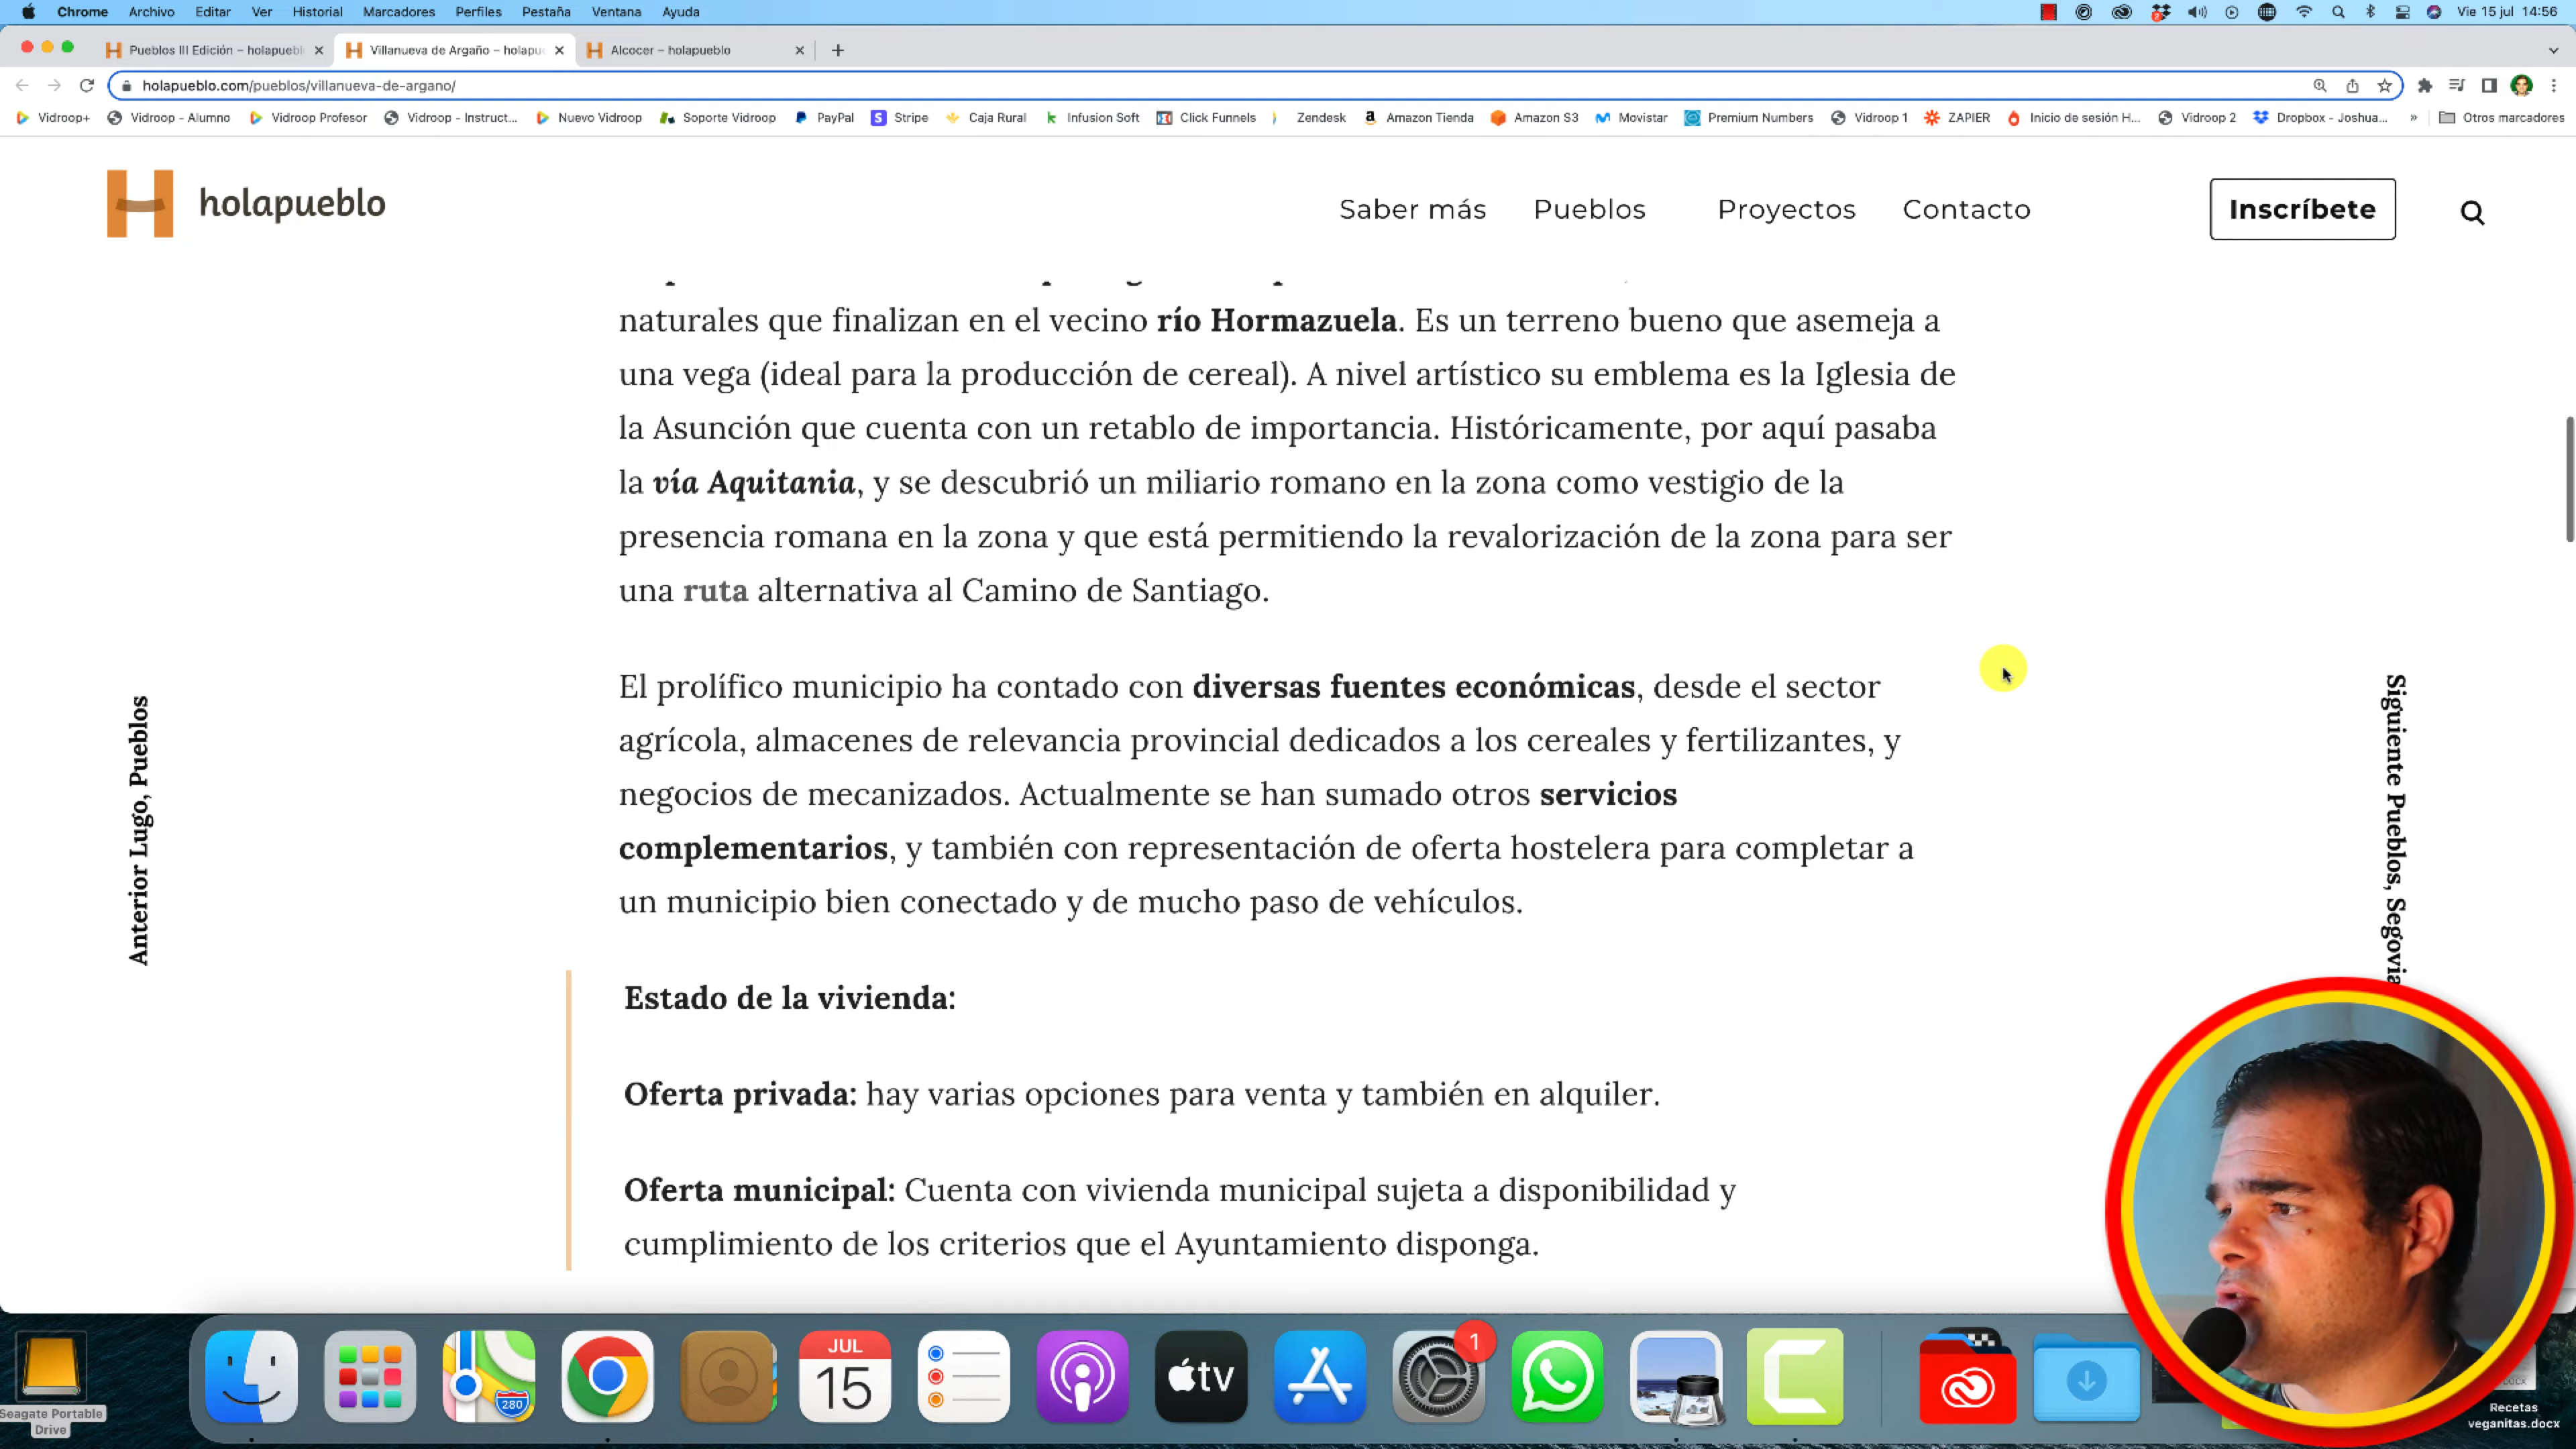 Chrome Archivo Editar Ver Historial Marcadores Perfiles Pestaña Ventana Ayuda
Vie 15 jul 14:56
Pueblos III Edición – holapuebl
Villanueva de Argaño – holapue
Alcocer – holapueblo
holapueblo.com/pueblos/villanueva-de-argano/
Vidroop+ Vidroop - Alumno Vidroop Profesor Vidroop - Instruct... Nuevo Vidroop Soporte Vidroop PayPal Stripe Caja Rural Infusion Soft Click Funnels Zendesk Amazon Tienda Amazon S3 Movistar Premium Numbers Vidroop 1 ZAPIER Inicio de sesión H... Vidroop 2 Dropbox - Joshua... » Otros marcadores
holapueblo
Saber más Pueblos Proyectos Contacto
Inscríbete
naturales que finalizan en el vecino río Hormazuela. Es un terreno bueno que asemeja a
una vega (ideal para la producción de cereal). A nivel artístico su emblema es la Iglesia de
la Asunción que cuenta con un retablo de importancia. Históricamente, por aquí pasaba
la vía Aquitania, y se descubrió un miliario romano en la zona como vestigio de la
presencia romana en la zona y que está permitiendo la revalorización de la zona para ser
una ruta alternativa al Camino de Santiago.
El prolífico municipio ha contado con diversas fuentes económicas, desde el sector
agrícola, almacenes de relevancia provincial dedicados a los cereales y fertilizantes, y
negocios de mecanizados. Actualmente se han sumado otros servicios
complementarios, y también con representación de oferta hostelera para completar a
un municipio bien conectado y de mucho paso de vehículos.
Anterior Lugo, Pueblos
Siguiente Pueblos, Segovia
Estado de la vivienda:
Oferta privada: hay varias opciones para venta y también en alquiler.
Oferta municipal: Cuenta con vivienda municipal sujeta a disponibilidad y
cumplimiento de los criterios que el Ayuntamiento disponga.
280
JUL
15
tv
1
Seagate Portable
Drive
Recetas
veganitas.docx